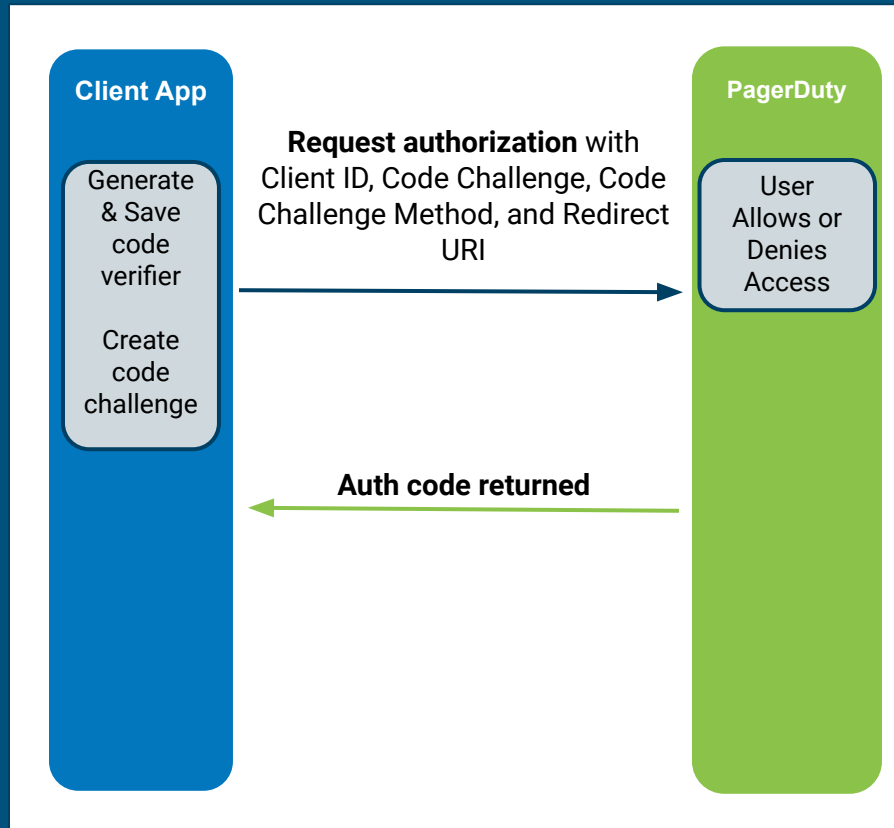 Client App
Generate
& Save
code
verifier
Create
code
challenge
Request authorization with
Client ID, Code Challenge, Code
Challenge Method, and Redirect
URI
Auth code returned
PagerDuty
User
Allows or
Denies
Access